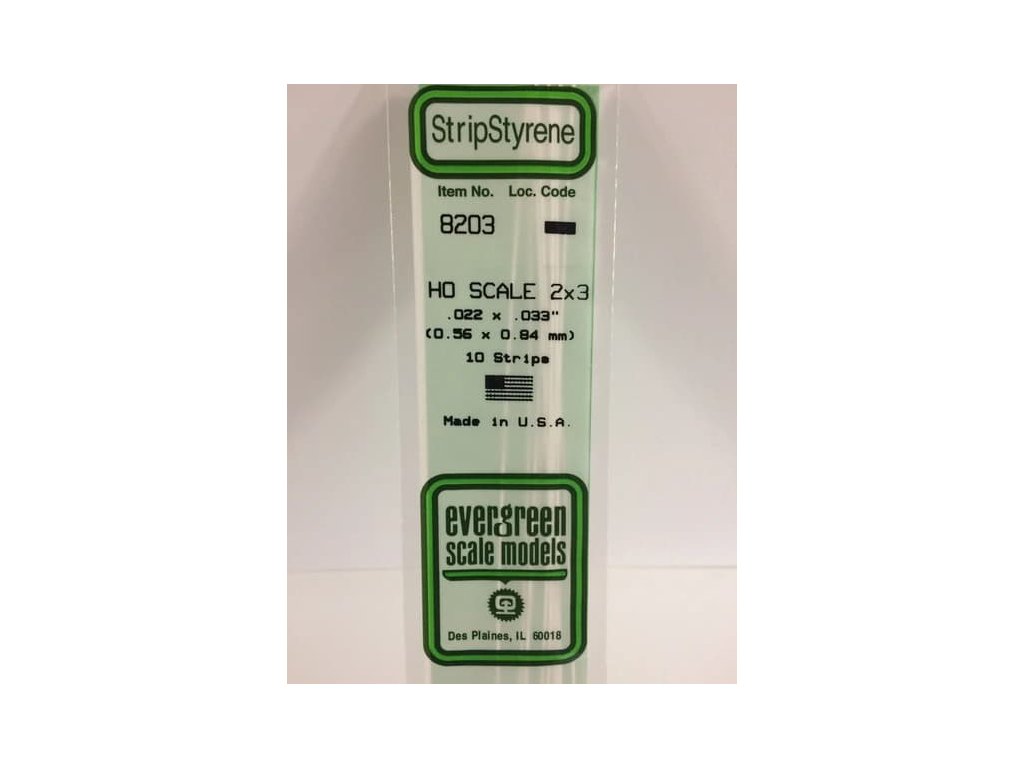 StripStyrene
Item No. Loc. Code
8203
HO SCALE 2x3
.022 x .033"
(0.56 x 0.84 mm)
10 Strips
Made in U.S.A.
evergreen
scale models
Des Plaines, IL 60018